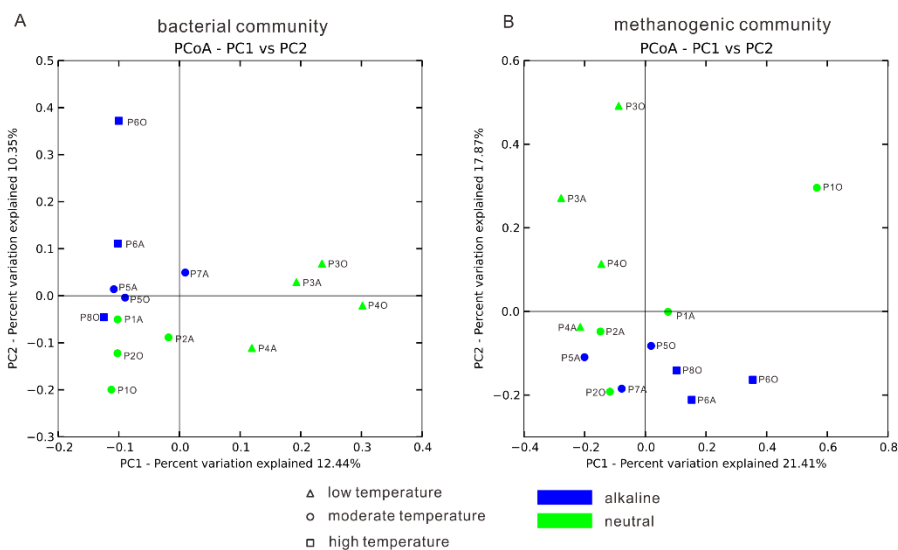 A
bacterial community
PCoA - PC1 vs PC2
0.5
0.4
0.3
0.2
0.1
0.0
−0.1
−0.2
−0.3
PC2 - Percent variation explained 10.35%
P6O
P6A
P7A
P5A
P5O
P8O
P1A
P2A
P2O
P1O
P3O
P3A
P4O
P4A
−0.2
−0.1
0.0
0.1
0.2
0.3
0.4
PC1 - Percent variation explained 12.44%
B
methanogenic community
PCoA - PC1 vs PC2
0.6
0.4
0.2
0.0
−0.2
PC2 - Percent variation explained 17.87%
P3O
P1O
P3A
P4O
P1A
P4A
P2A
P5O
P5A
P8O
P6O
P2O
P7A
P6A
−0.6
−0.4
−0.2
0.0
0.2
0.4
0.6
0.8
PC1 - Percent variation explained 21.41%
low temperature
moderate temperature
high temperature
alkaline
neutral